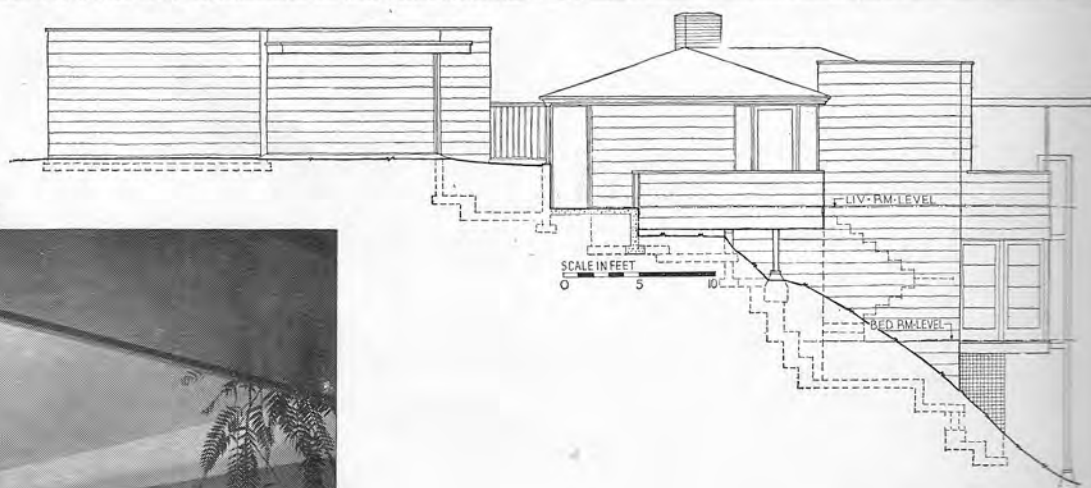 LIV-RM-LEVEL
SCALE IN FEET
0 5 10
BED RM-LEVEL